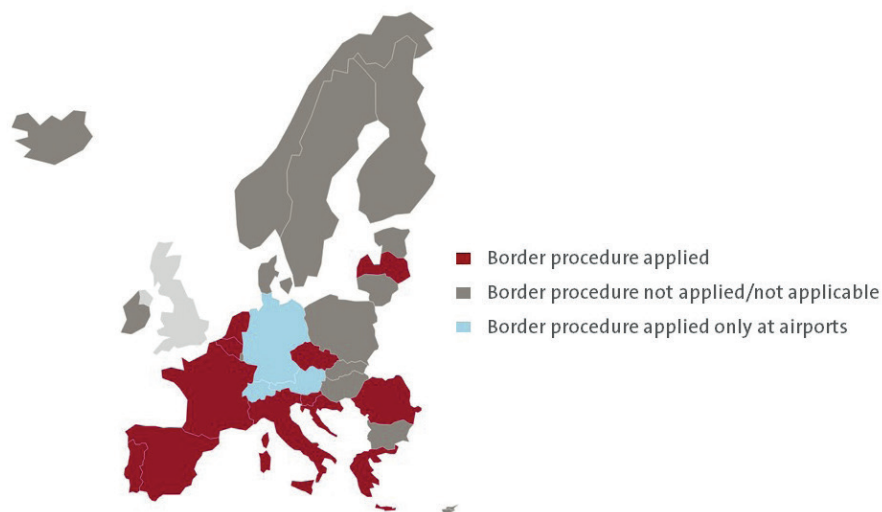 Border procedure applied
Border procedure not applied/not applicable
Border procedure applied only at airports